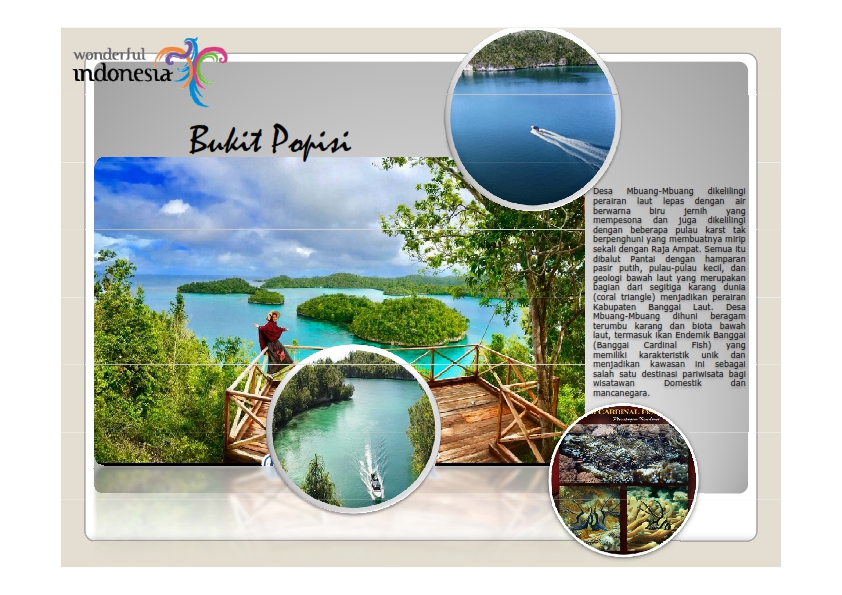 wonderful
indonesia
Bukit Popisi
Desa Mbuang-Mbuang dikelilingi
perairan laut lepas dengan air
berwarna biru jernih yang
mempesona dan juga dikelilingi
dengan beberapa pulau karst tak
berpenghuni yang membuatnya mirip
sekali dengan Raja Ampat. Semua itu
dibalut Pantai dengan hamparan
pasir putih, pulau-pulau kecil, dan
geologi bawah laut yang merupakan
bagian dari segitiga karang dunia
(coral triangle) menjadikan perairan
Kabupaten Banggai Laut. Desa
Mbuang-Mbuang dihuni beragam
terumbu karang dan biota bawah
laut, termasuk ikan Endemik Banggai
(Banggai Cardinal Fish) yang
memiliki karakteristik unik dan
menjadikan kawasan ini sebagai
salah satu destinasi pariwisata bagi
wisatawan Domestik dan
mancanegara.
CARDINAL